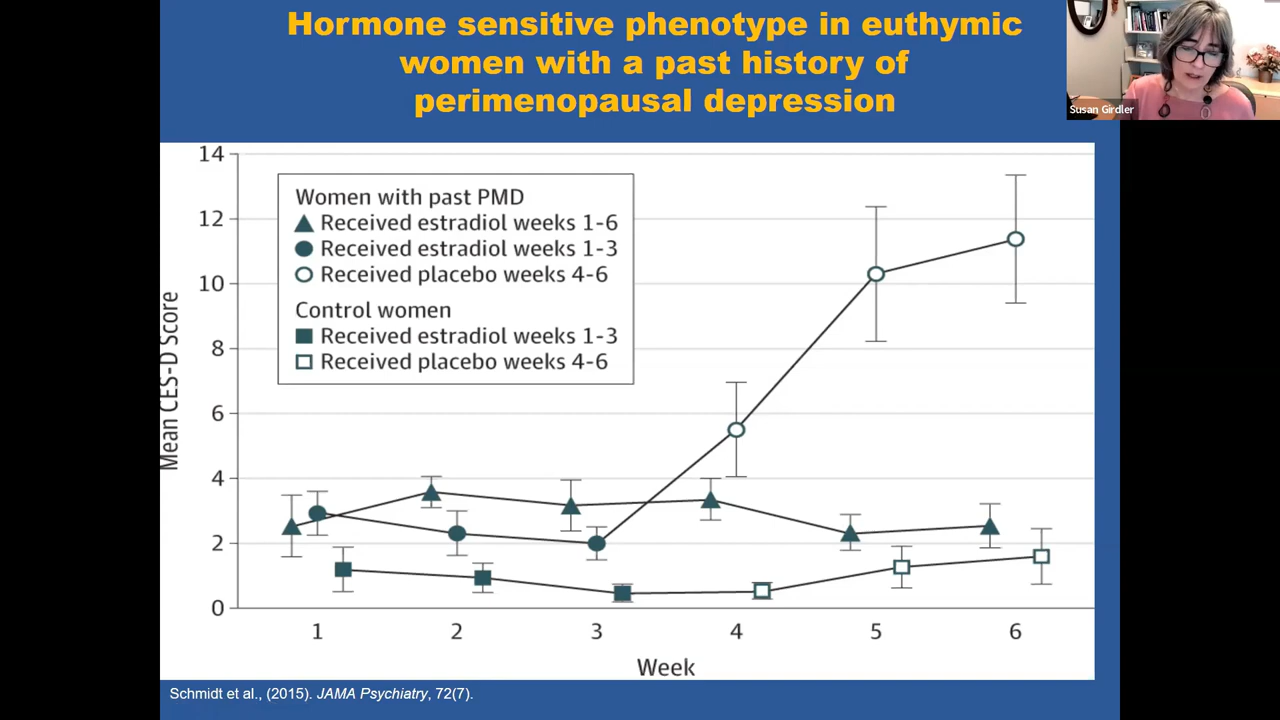 Hormone sensitive phenotype in euthymic
women with a past history of
perimenopausal depression
Susan Girdler
14
12
10
8
6
4
2
0
Mean CES-D Score
Women with past PMD
Received estradiol weeks 1-6
Received estradiol weeks 1-3
Received placebo weeks 4-6
Control women
Received estradiol weeks 1-3
Received placebo weeks 4-6
1 2 3 4 5 6
Week
Schmidt et al., (2015). JAMA Psychiatry, 72(7).